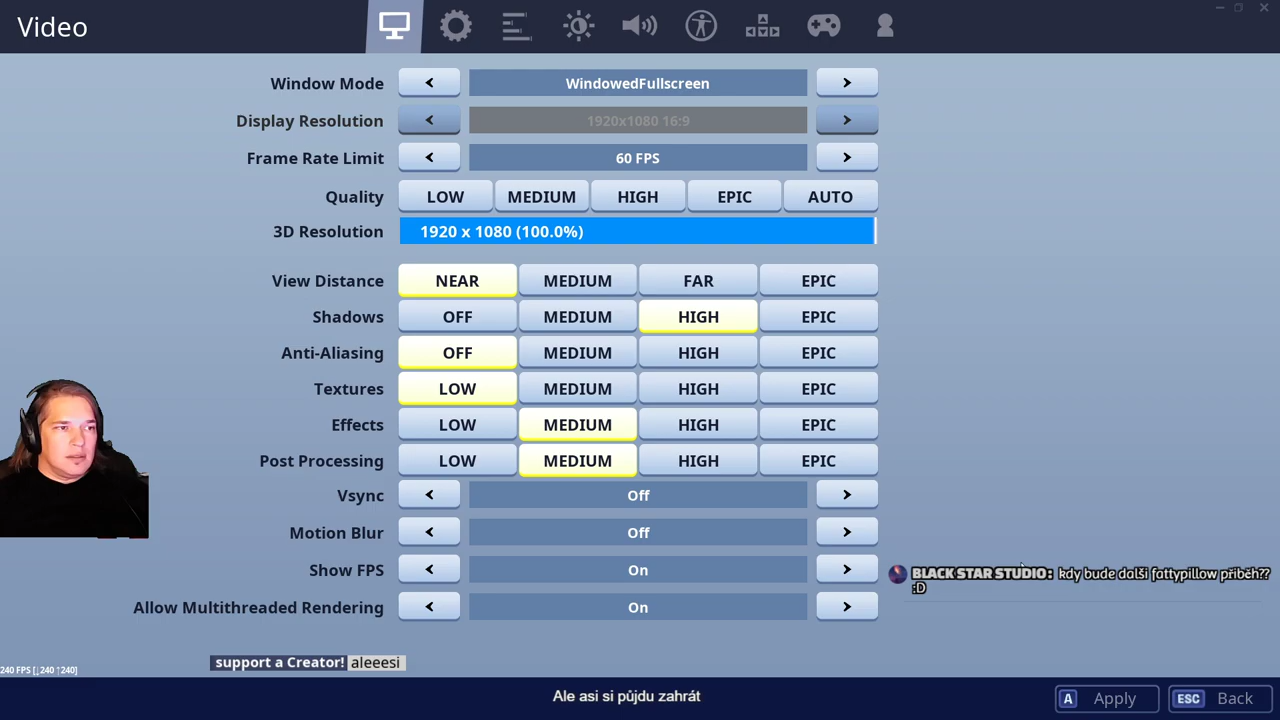 Video
Window Mode WindowedFullscreen
Display Resolution 1920x1080 16:9
Frame Rate Limit 60 FPS
Quality LOW MEDIUM HIGH EPIC AUTO
3D Resolution 1920 x 1080 (100.0%)
View Distance NEAR MEDIUM FAR EPIC
Shadows OFF MEDIUM HIGH EPIC
Anti-Aliasing OFF MEDIUM HIGH EPIC
Textures LOW MEDIUM HIGH EPIC
Effects LOW MEDIUM HIGH EPIC
Post Processing LOW MEDIUM HIGH EPIC
Vsync Off
Motion Blur Off
Show FPS On
Allow Multithreaded Rendering On
BLACK STAR STUDIO: kdy bude další fattypillow příběh??
:D
support a Creator! aleeesi
240 FPS [↓240 ↑240]
Ale asi si půjdu zahrát
A Apply ESC Back